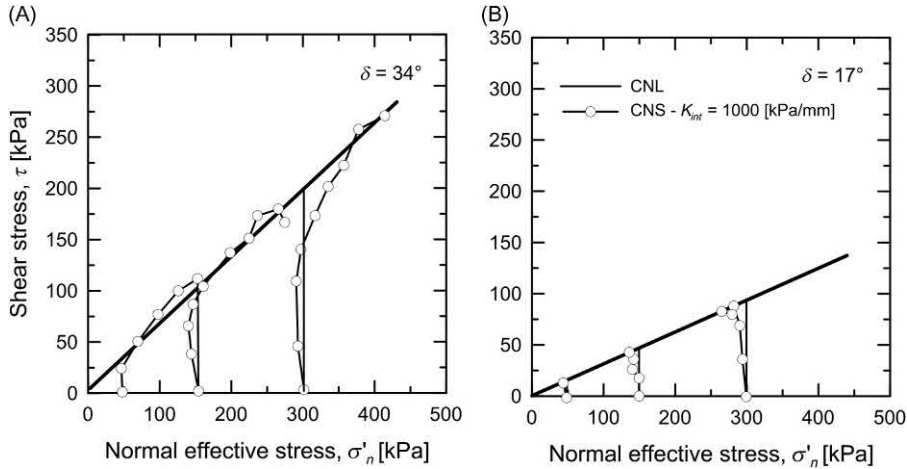 (A)
350
300
250
200
150
100
50
0
0 100 200 300 400 500
Shear stress, τ [kPa]
Normal effective stress, σ'n [kPa]
δ = 34°
(B)
350
300
250
200
150
100
50
0
0 100 200 300 400 500
Normal effective stress, σ'n [kPa]
δ = 17°
CNL
CNS - Kint = 1000 [kPa/mm]